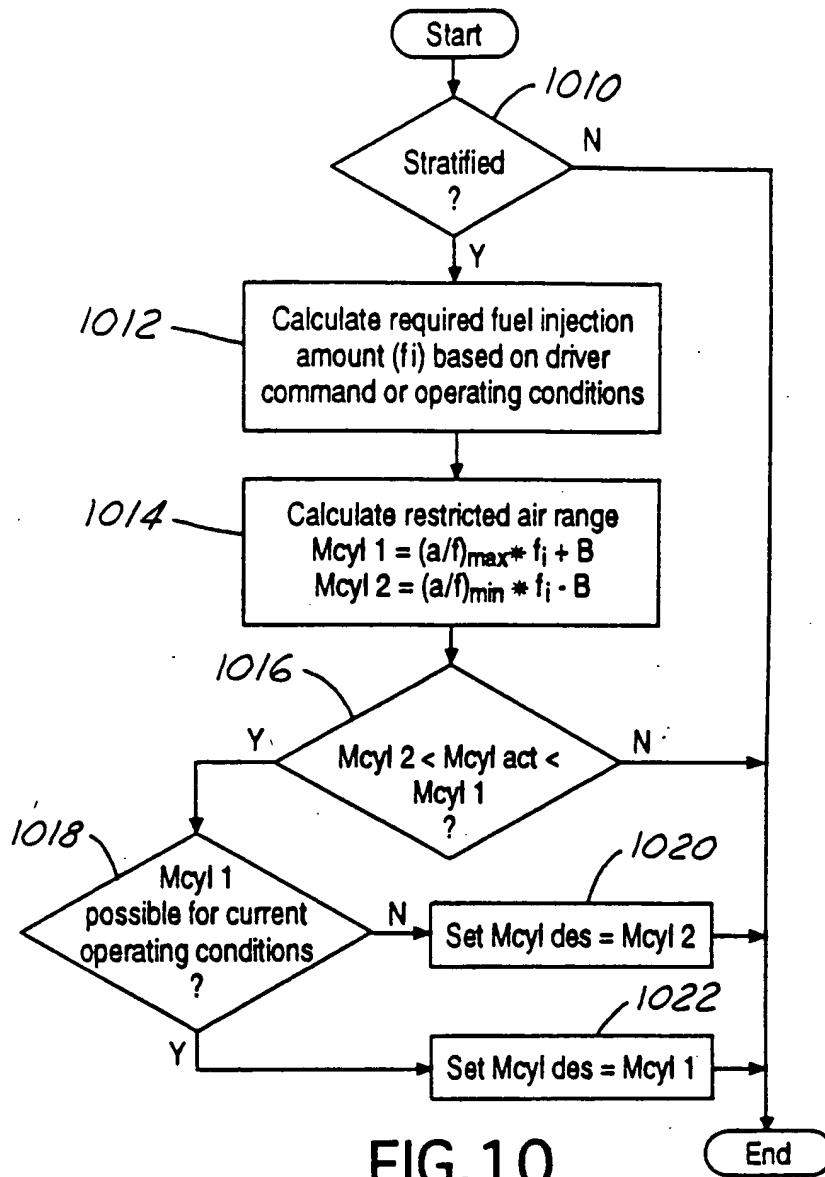 Start
1010
N
Stratified
?
Y
1012
Calculate required fuel injection
amount (fi) based on driver
command or operating conditions
1014
Calculate restricted air range
Mcyl 1 = (a/f)max* fi + B
Mcyl 2 = (a/f)min * fi - B
1016
Y
N
Mcyl 2 < Mcyl act <
Mcyl 1
?
1018
Mcyl 1
possible for current
operating conditions
?
N
1020
Set Mcyl des = Mcyl 2
Y
1022
Set Mcyl des = Mcyl 1
End
FIG.10